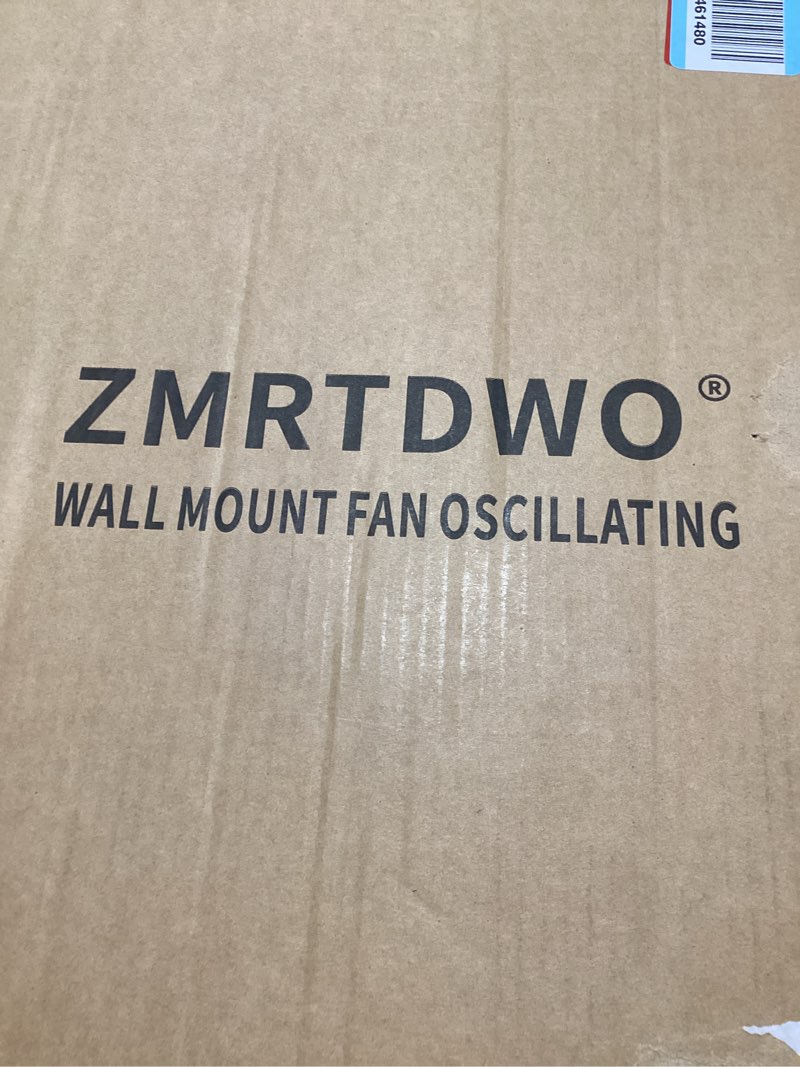 461480
ZMRTDWO®
WALL MOUNT FAN OSCILLATING